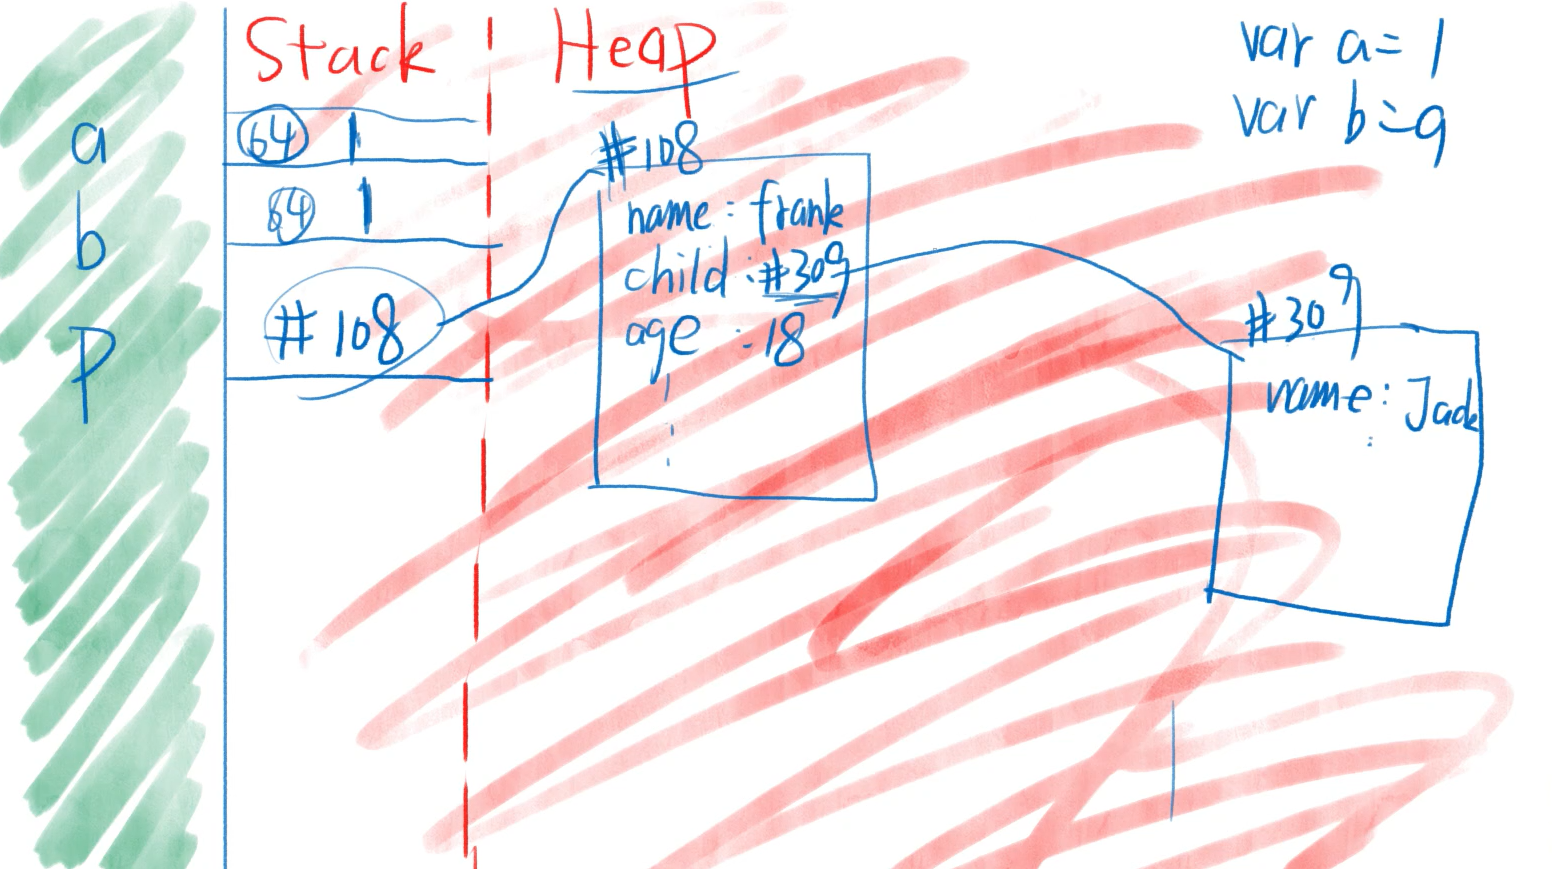 Stack
Heap
var a = 1
var b = a
a
64 1
b
64 1
p
#108
#108
name : frank
child : #309
age : 18
#309
name : Jack